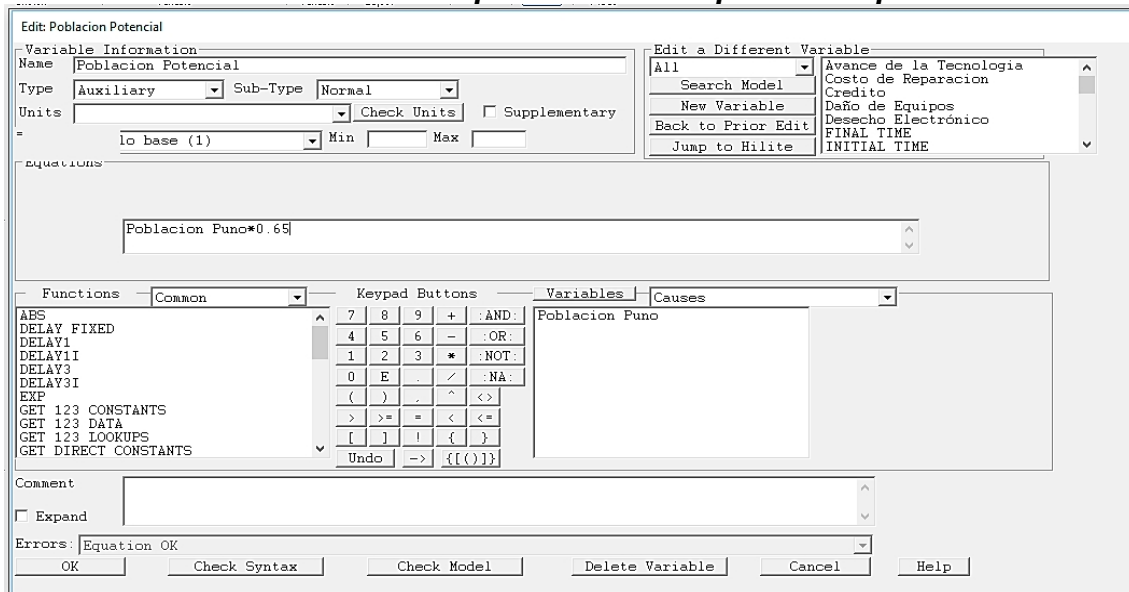 Edit: Poblacion Potencial
Variable Information
Name Poblacion Potencial
Type Auxiliary Sub-Type Normal
Units Check Units Supplementary
= lo base (1) Min Max
Edit a Different Variable
All
Search Model
New Variable
Back to Prior Edit
Jump to Hilite
Avance de la Tecnologia
Costo de Reparacion
Credito
Daño de Equipos
Desecho Electrónico
FINAL TIME
INITIAL TIME
Equations
Poblacion Puno*0.65
Functions Common
ABS
DELAY FIXED
DELAY1
DELAY1I
DELAY3
DELAY3I
EXP
GET 123 CONSTANTS
GET 123 DATA
GET 123 LOOKUPS
GET DIRECT CONSTANTS
Keypad Buttons
7 8 9 + :AND:
4 5 6 - :OR:
1 2 3 * :NOT:
0 E . / :NA:
( ) , ^ <>
> >= = < <=
[ ] ! { }
Undo -> {[()]}
Variables Causes
Poblacion Puno
Comment
Expand
Errors: Equation OK
OK Check Syntax Check Model Delete Variable Cancel Help